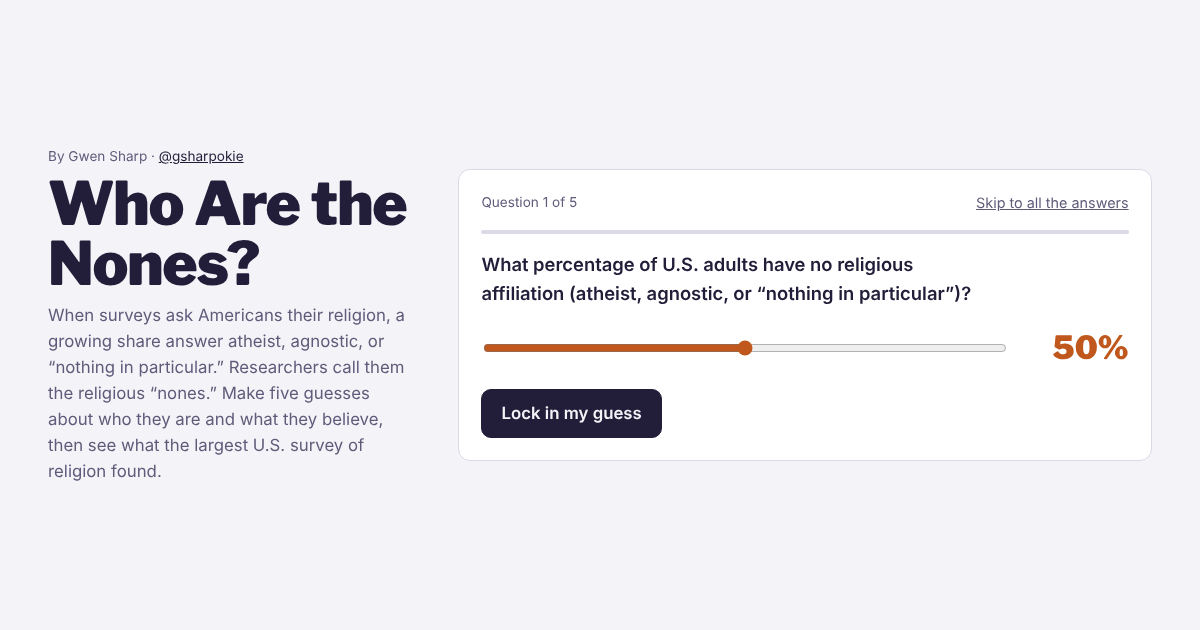 By Gwen Sharp · @gsharpokie
Who Are the
Nones?
When surveys ask Americans their religion, a
growing share answer atheist, agnostic, or
“nothing in particular.” Researchers call them
the religious “nones.” Make five guesses
about who they are and what they believe,
then see what the largest U.S. survey of
religion found.
Question 1 of 5
Skip to all the answers
What percentage of U.S. adults have no religious
affiliation (atheist, agnostic, or “nothing in particular”)?
50%
Lock in my guess